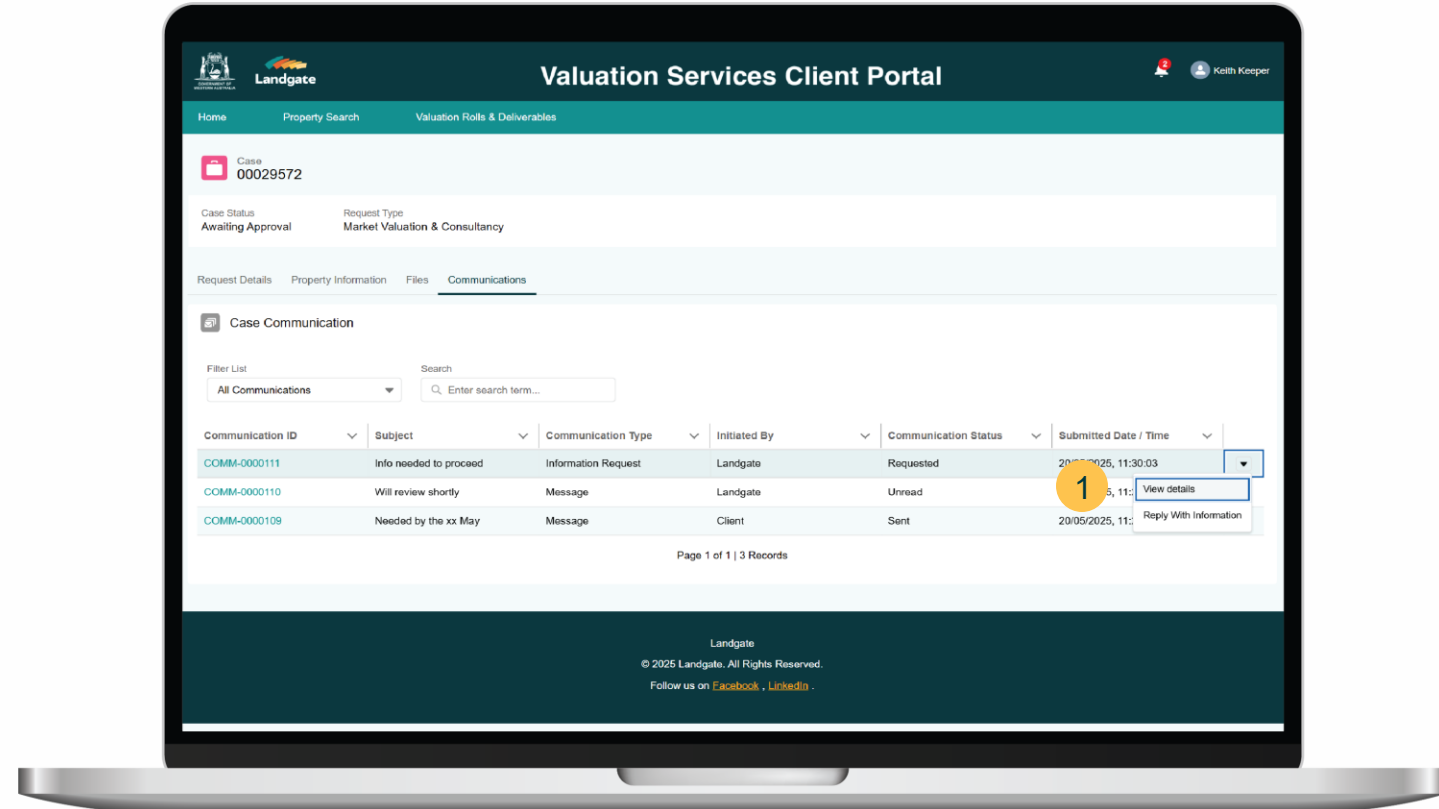 GOVERNMENT OF
WESTERN AUSTRALIA
Landgate
Valuation Services Client Portal
2
Keith Keeper
Home Property Search Valuation Rolls & Deliverables
Case
00029572
Case Status Request Type
Awaiting Approval Market Valuation & Consultancy
Request Details Property Information Files Communications
Case Communication
Filter List Search
All Communications Enter search term...
Communication ID Subject Communication Type Initiated By Communication Status Submitted Date / Time
COMM-0000111 Info needed to proceed Information Request Landgate Requested 20/05/2025, 11:30:03
COMM-0000110 Will review shortly Message Landgate Unread 5, 11:
1
View details
COMM-0000109 Needed by the xx May Message Client Sent 20/05/2025, 11:
Reply With Information
Page 1 of 1 | 3 Records
Landgate
© 2025 Landgate. All Rights Reserved.
Follow us on Facebook , LinkedIn .